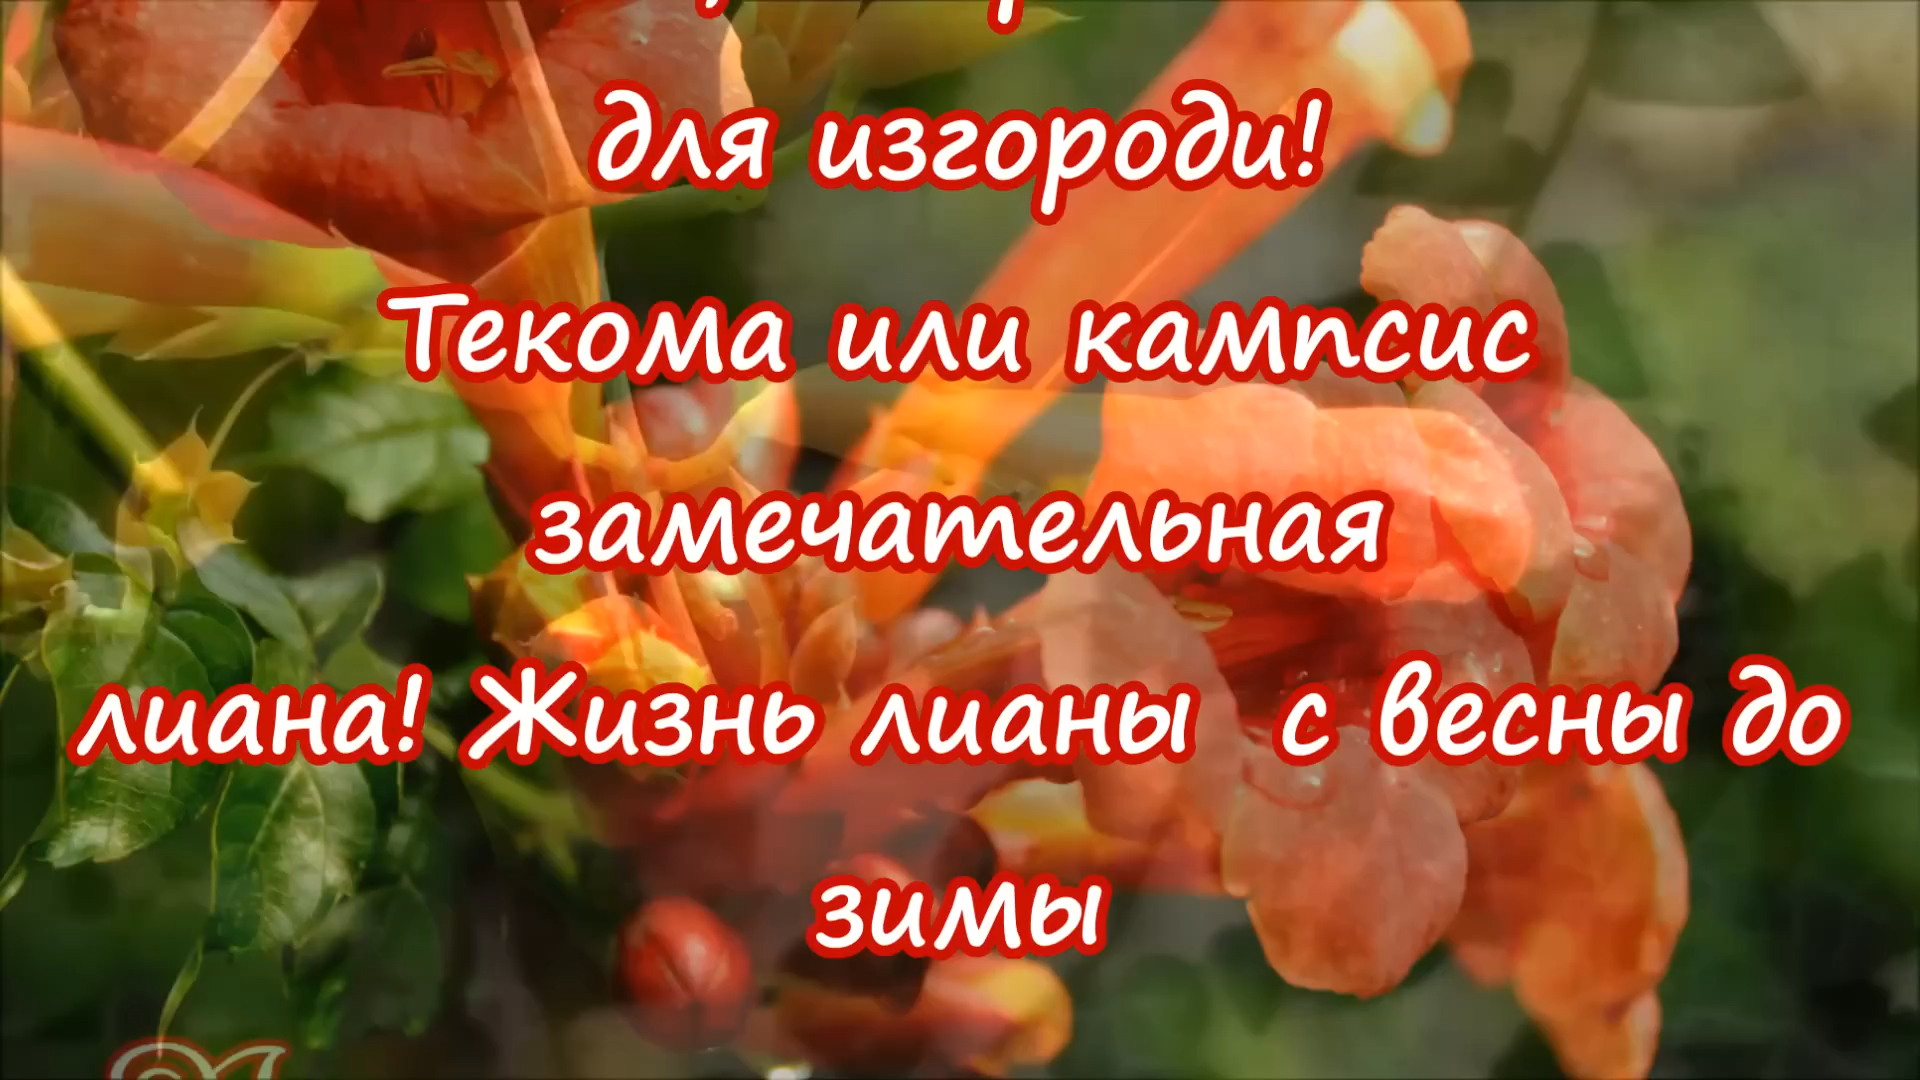 для изгороди!
Текома или кампсис
замечательная
лиана! Жизнь лианы с весны до
зимы